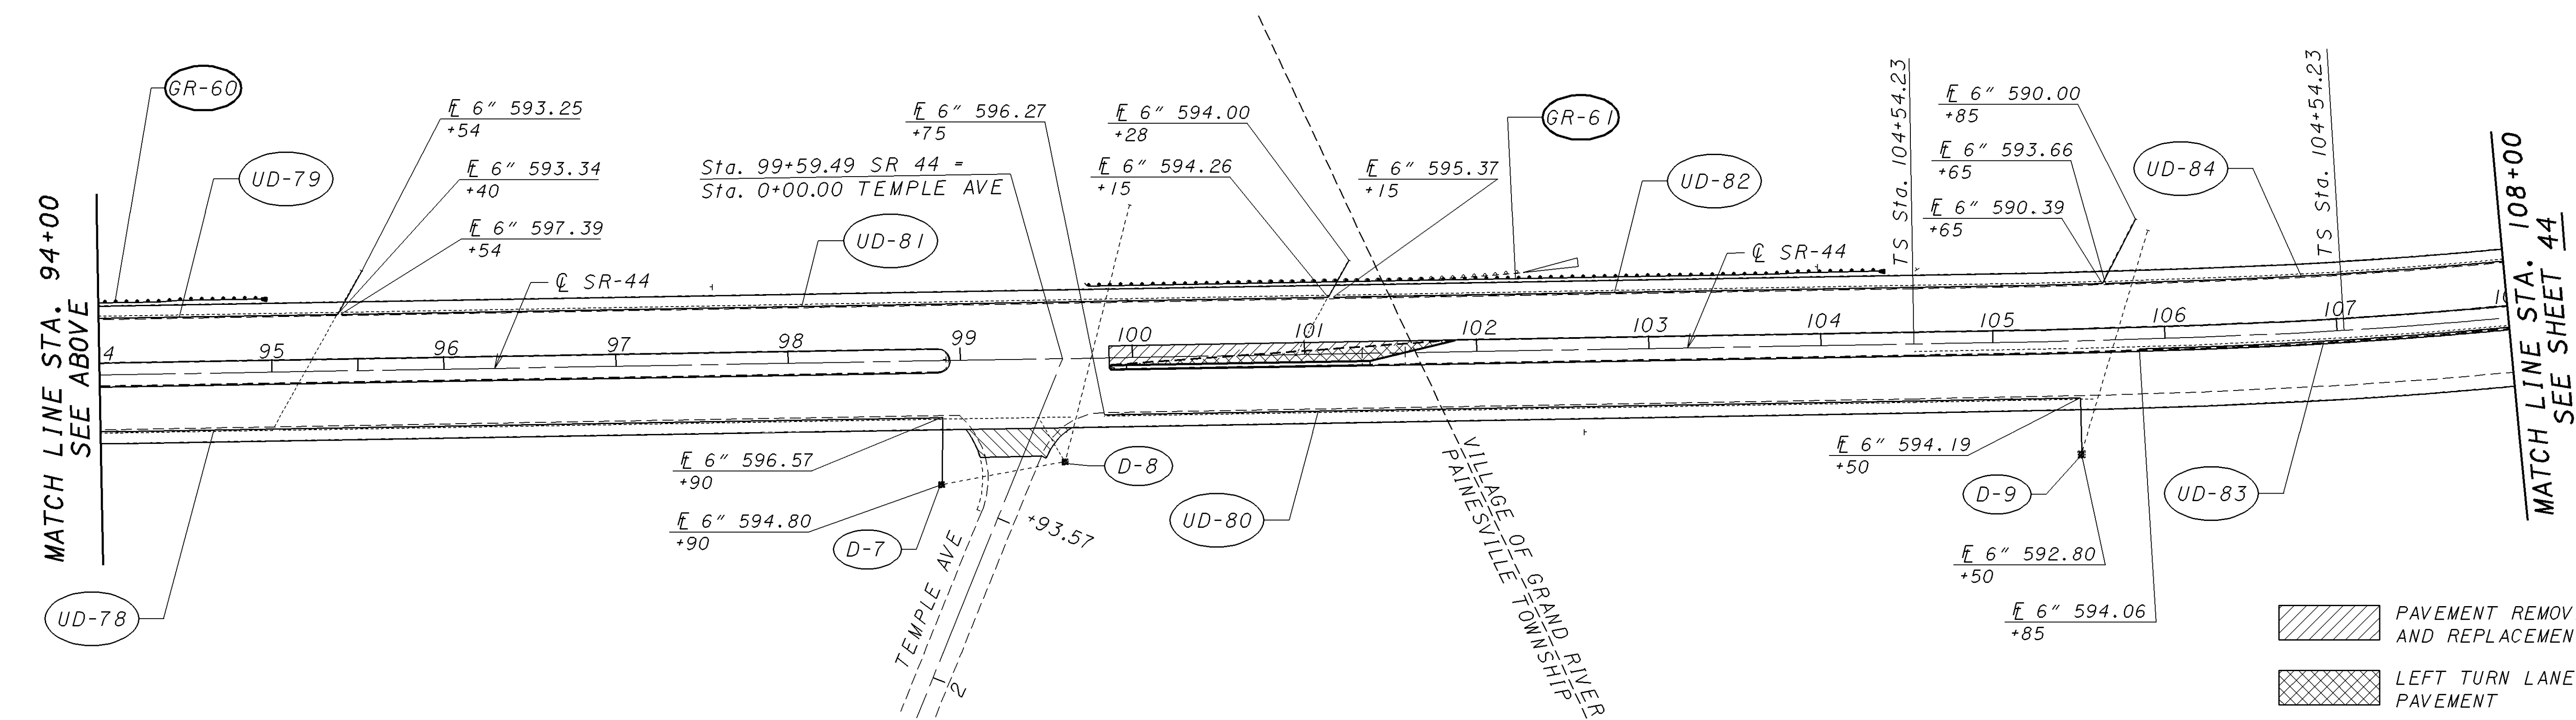 MATCH LINE STA. 94+00
SEE ABOVE
GR-60
UD-79
UD-78
℄ 6" 593.25
+54
℄ 6" 593.34
+40
℄ 6" 597.39
+54
℄ SR-44
UD-81
Sta. 99+59.49 SR 44 =
Sta. 0+00.00 TEMPLE AVE
℄ 6" 596.27
+75
℄ 6" 594.00
+28
℄ 6" 594.26
+15
℄ 6" 595.37
+15
GR-61
UD-82
℄ SR-44
TS Sta. 104+54.23
℄ 6" 590.00
+85
℄ 6" 593.66
+65
℄ 6" 590.39
+65
UD-84
TS Sta. 104+54.23
MATCH LINE STA. 108+00
SEE SHEET 44
4 95 96 97 98 99 100 101 102 103 104 105 106 107
℄ 6" 596.57
+90
℄ 6" 594.80
+90
D-7
D-8
+93.57
TEMPLE AVE
2
UD-80
VILLAGE OF GRAND RIVER
PAINESVILLE TOWNSHIP
℄ 6" 594.19
+50
D-9
UD-83
℄ 6" 592.80
+50
℄ 6" 594.06
+85
PAVEMENT REMOV
AND REPLACEMEN
LEFT TURN LANE
PAVEMENT